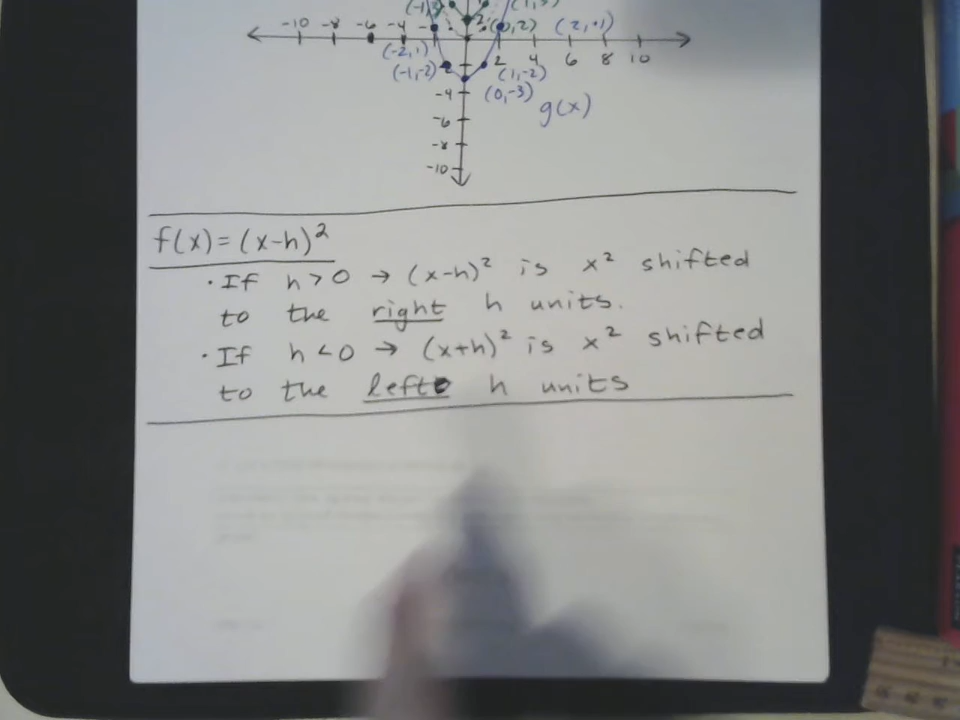 -10 -8 -6 -4
(0,2) (2,1)
(-2,1) 2 4 6 8 10
(-1,-2) (1,-2)
-4 (0,-3) g(x)
-6
-8
-10
f(x) = (x-h)²
· If h > 0 → (x-h)² is x² shifted
to the right h units.
· If h < 0 → (x+h)² is x² shifted
to the left h units